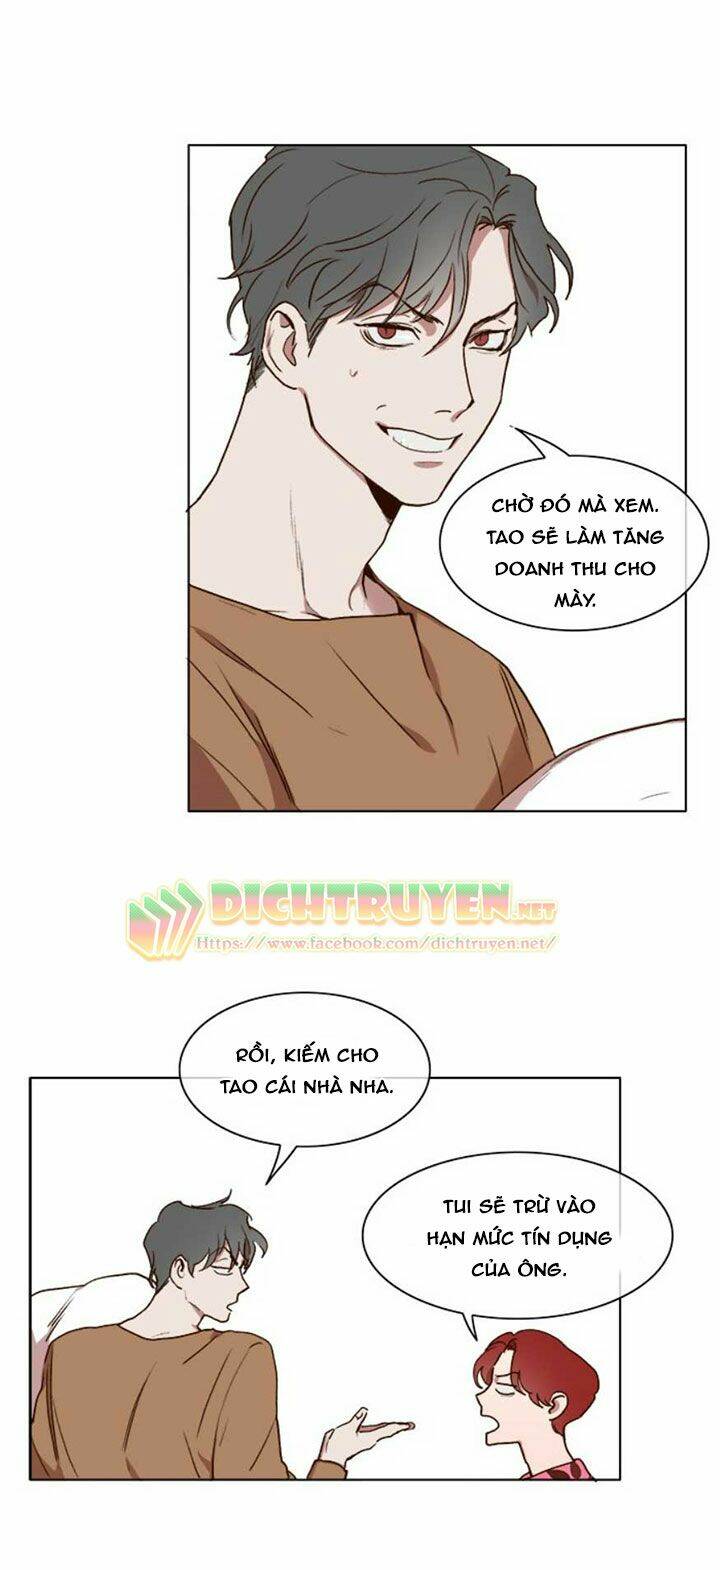 CHỜ ĐÓ MÀ XEM.
TAO SẼ LÀM TĂNG
DOANH THU CHO
MÀY.
DICHTRUYEN.NET
Https://www.facebook.com/dichtruyen.net/
RỒI, KIẾM CHO
TAO CÁI NHÀ NHA.
TUI SẼ TRỪ VÀO
HẠN MỨC TÍN DỤNG
CỦA ÔNG.